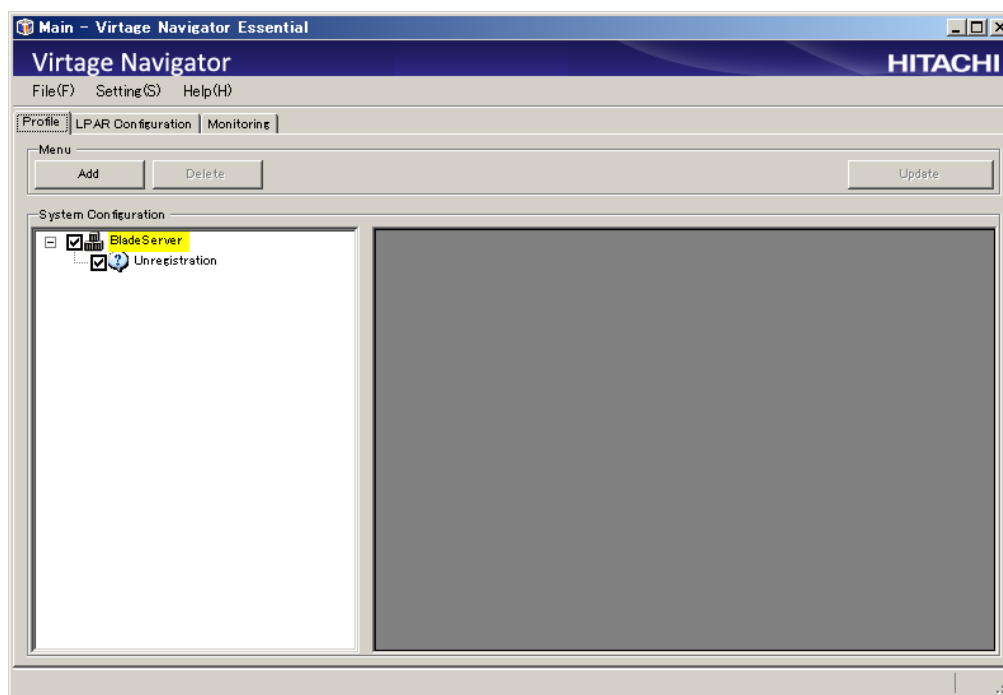 Main - Virtage Navigator Essential
Virtage Navigator HITACHI
File(F) Setting(S) Help(H)
Profile LPAR Configuration Monitoring
Menu
Add Delete Update
System Configuration
BladeServer
Unregistration